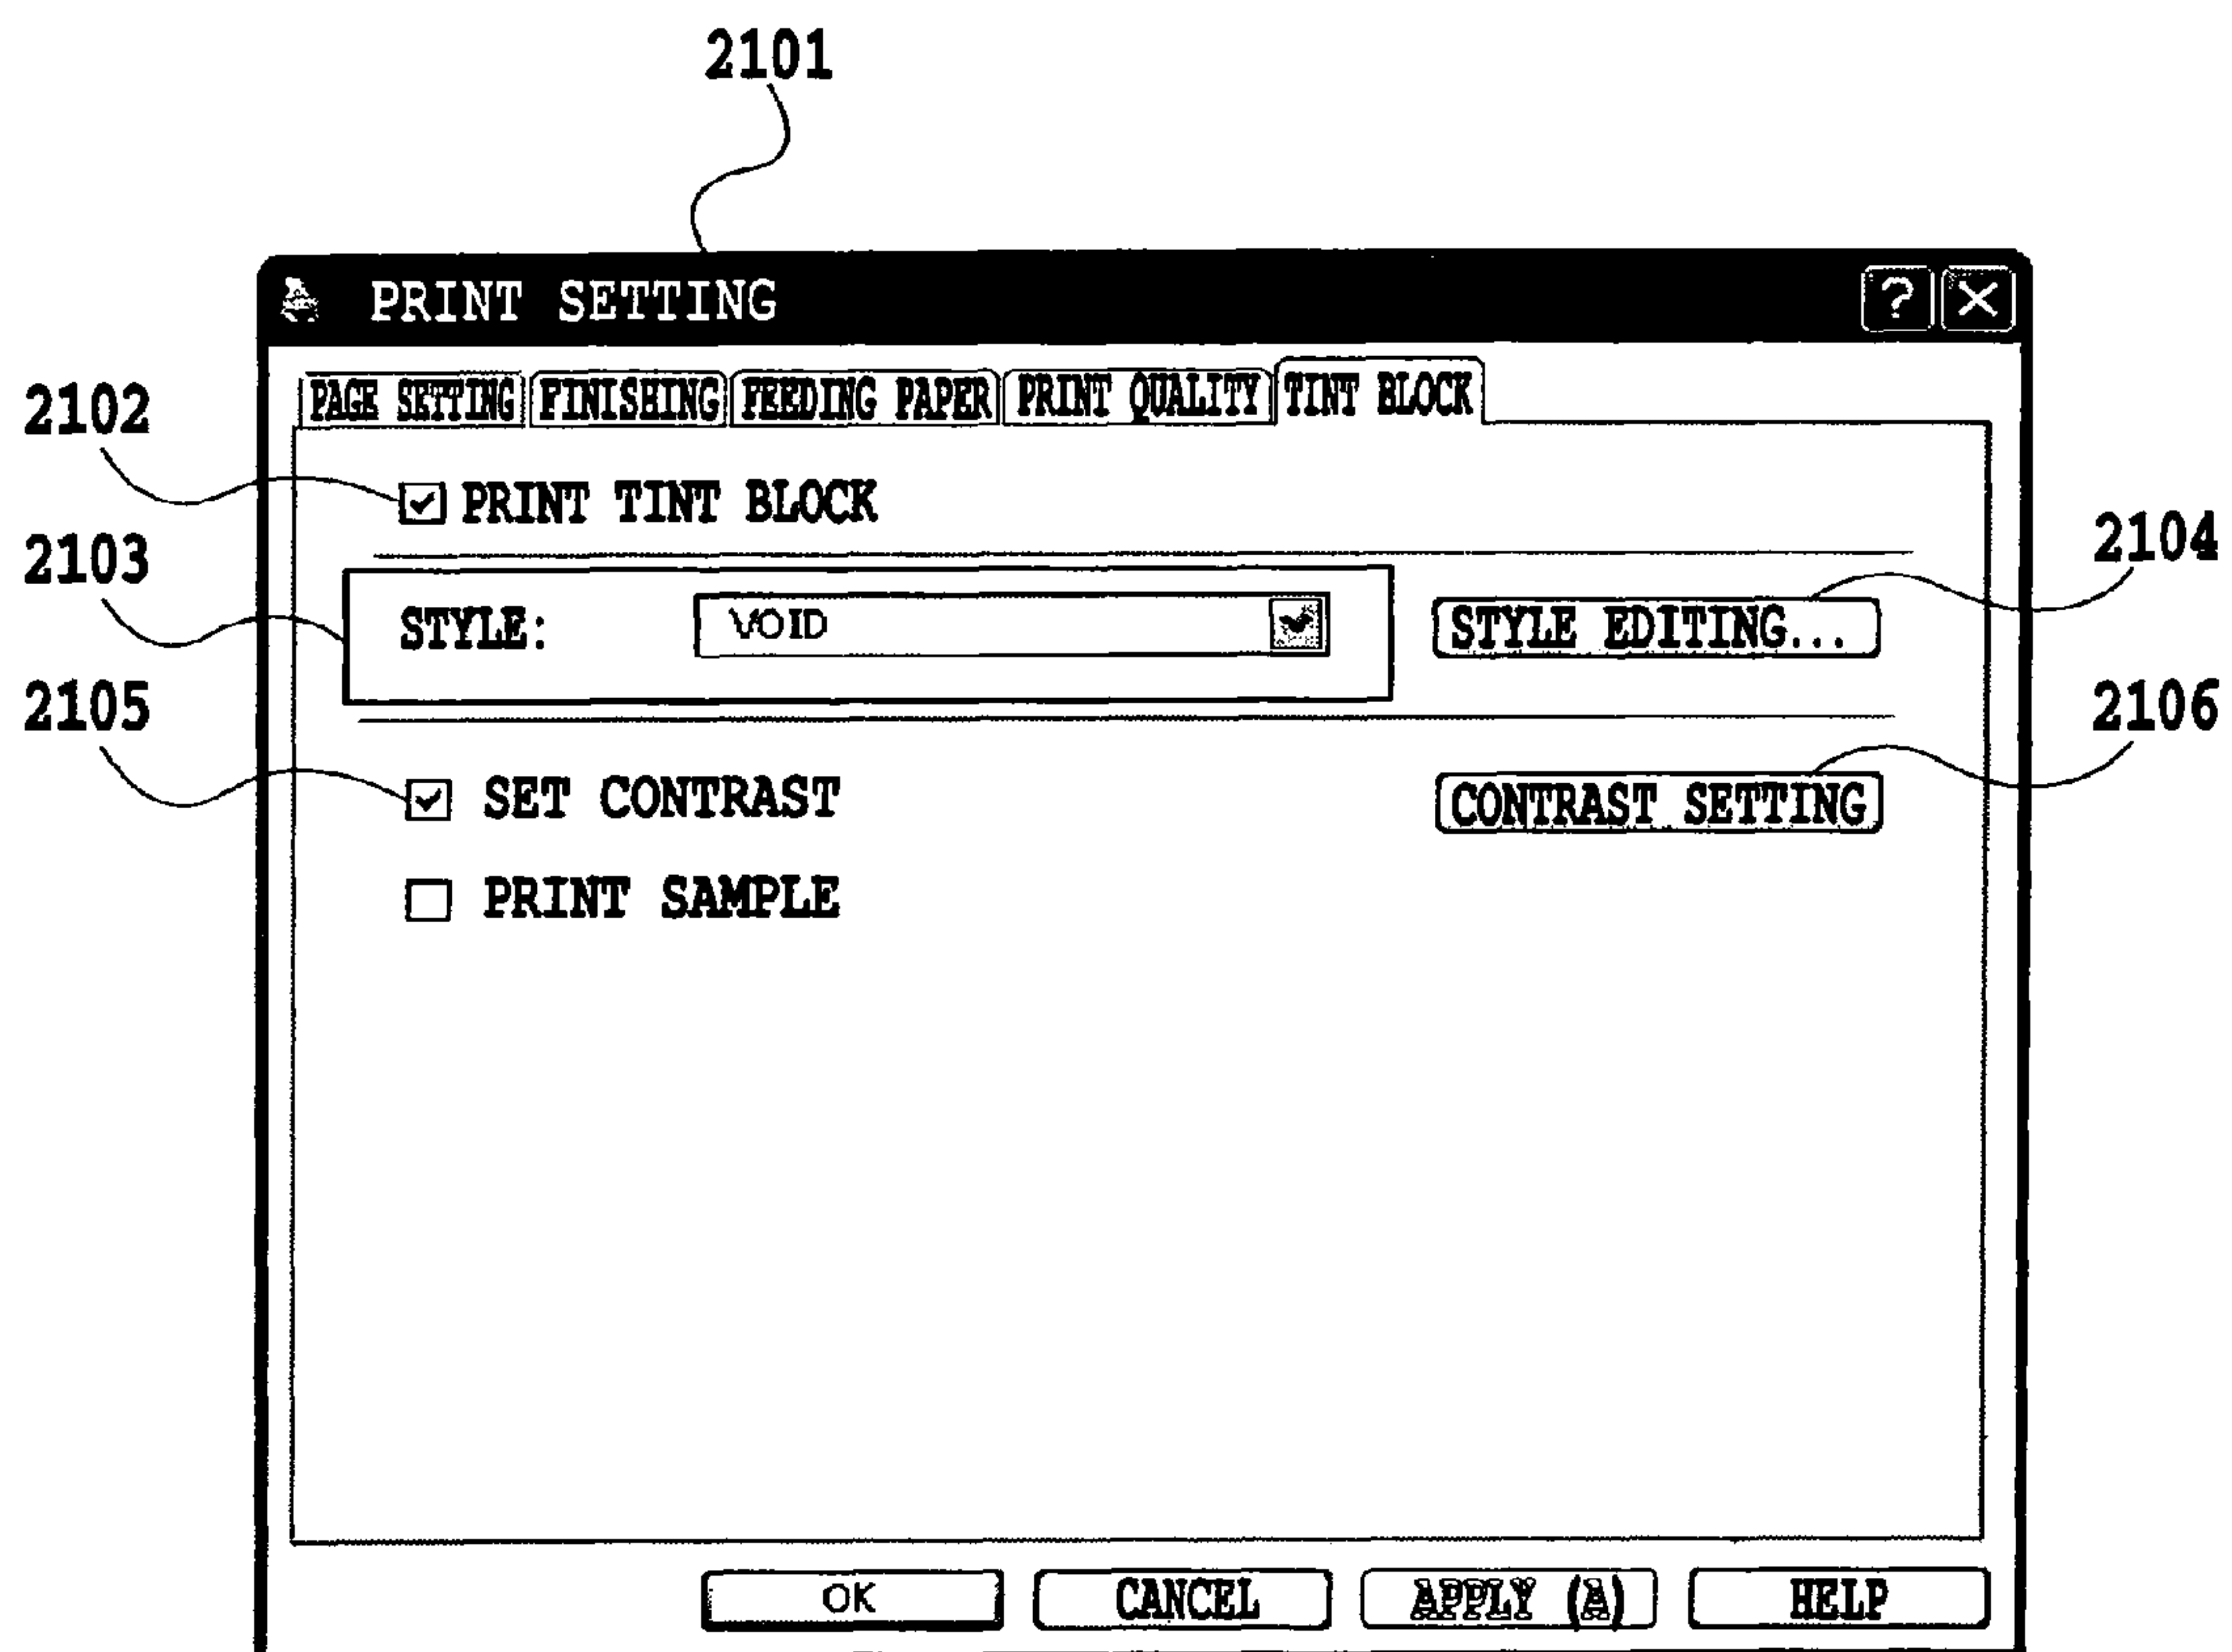 2101
PRINT SETTING ? X
PAGE SETTING FINISHING FEEDING PAPER PRINT QUALITY TINT BLOCK
2102
PRINT TINT BLOCK
2103
2104
STYLE: VOID STYLE EDITING...
2105
2106
SET CONTRAST CONTRAST SETTING
PRINT SAMPLE
OK CANCEL APPLY (A) HELP